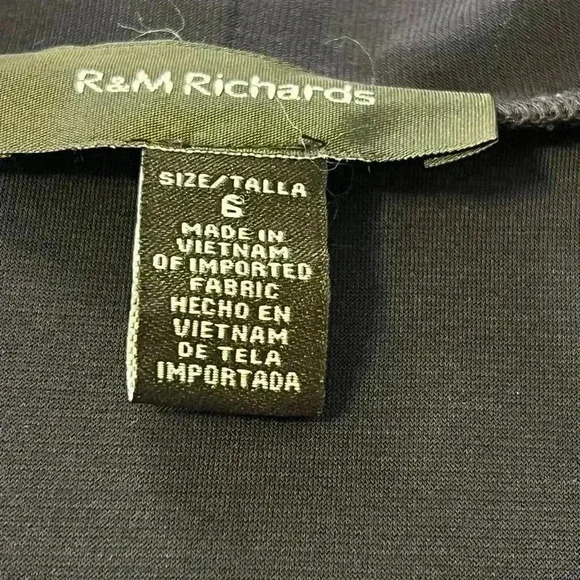 R&M Richards
SIZE/TALLA
6
MADE IN
VIETNAM
OF IMPORTED
FABRIC
HECHO EN
VIETNAM
DE TELA
IMPORTADA